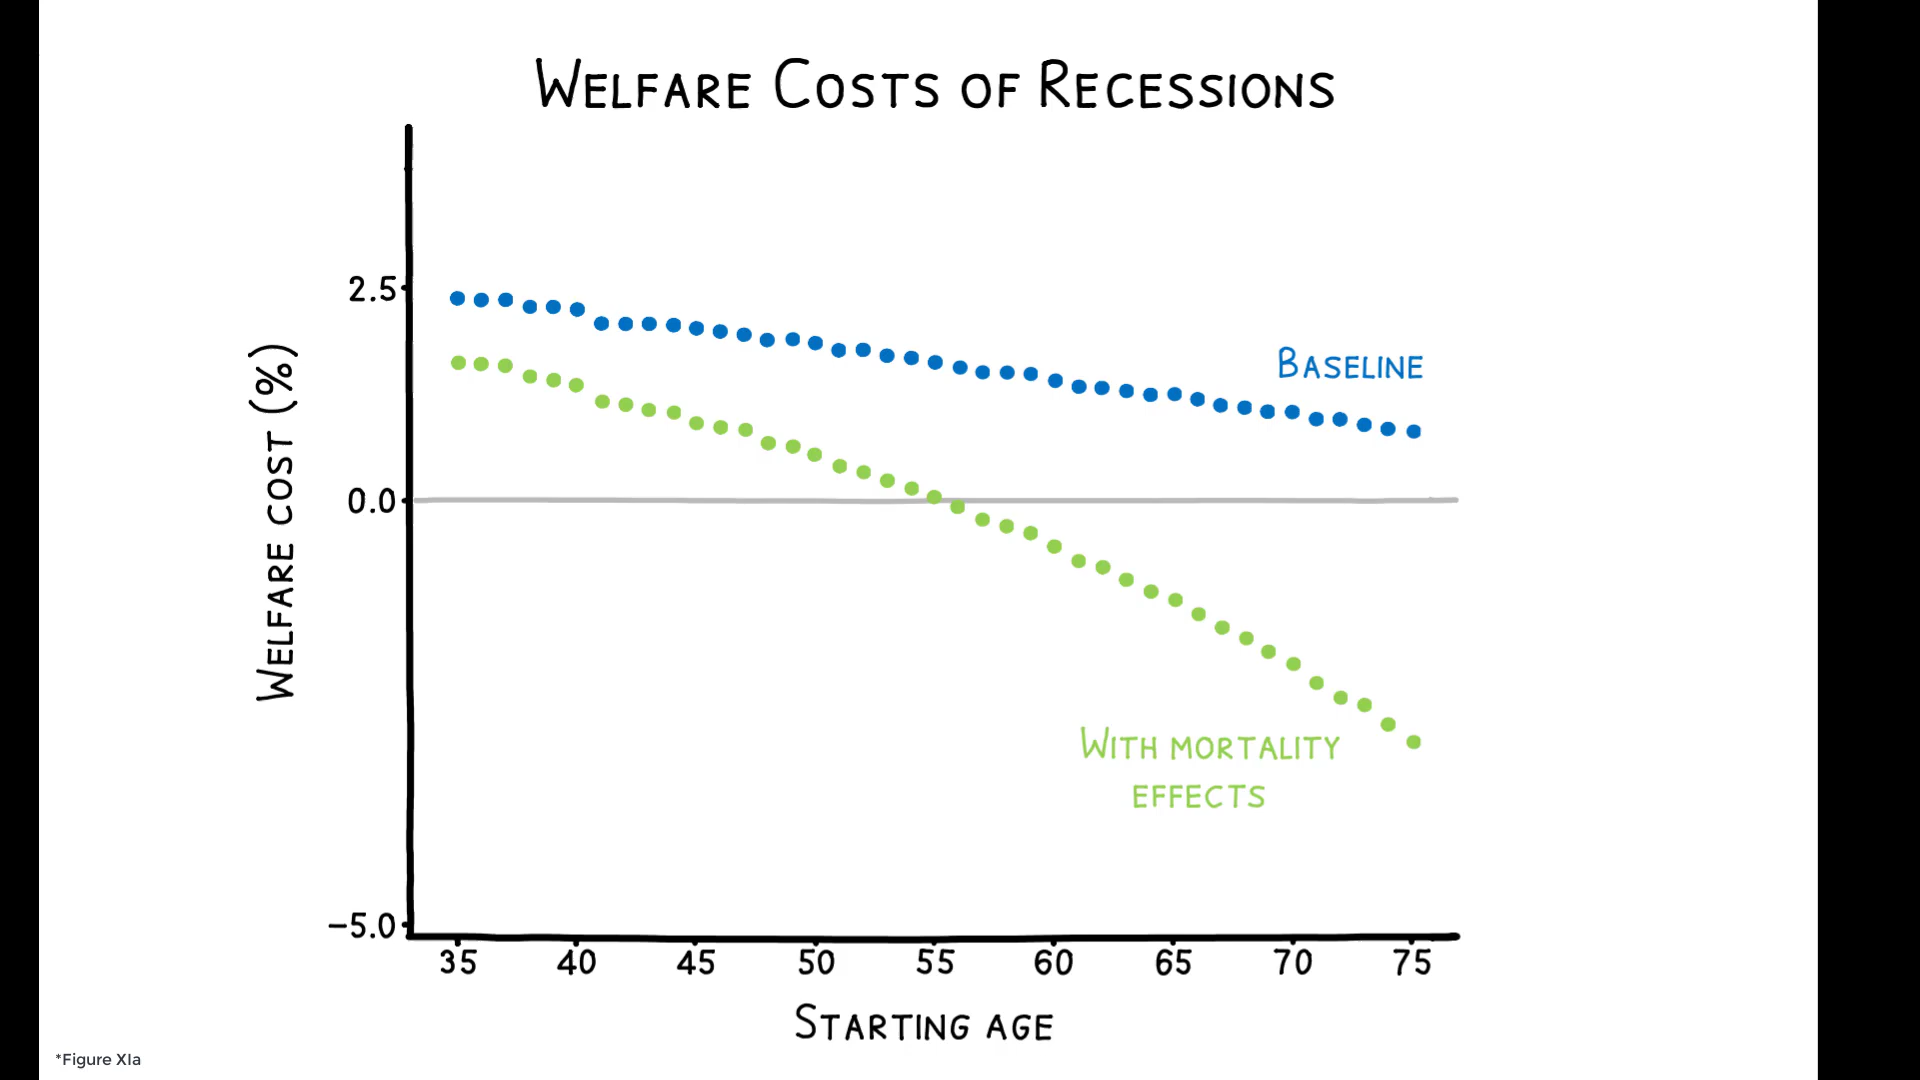 Welfare Costs of Recessions
Welfare cost (%)
2.5
0.0
−5.0
Baseline
With mortality
effects
35 40 45 50 55 60 65 70 75
Starting age
*Figure XIa